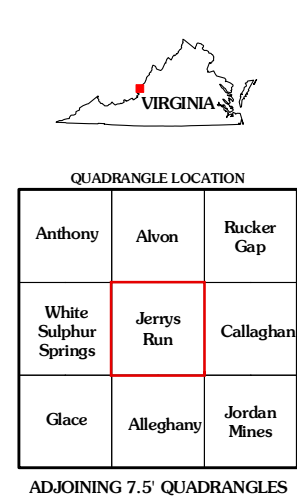 VIRGINIA
QUADRANGLE LOCATION
Anthony
Alvon
Rucker
Gap
White
Sulphur
Springs
Jerrys
Run
Callaghan
Glace
Alleghany
Jordan
Mines
ADJOINING 7.5' QUADRANGLES